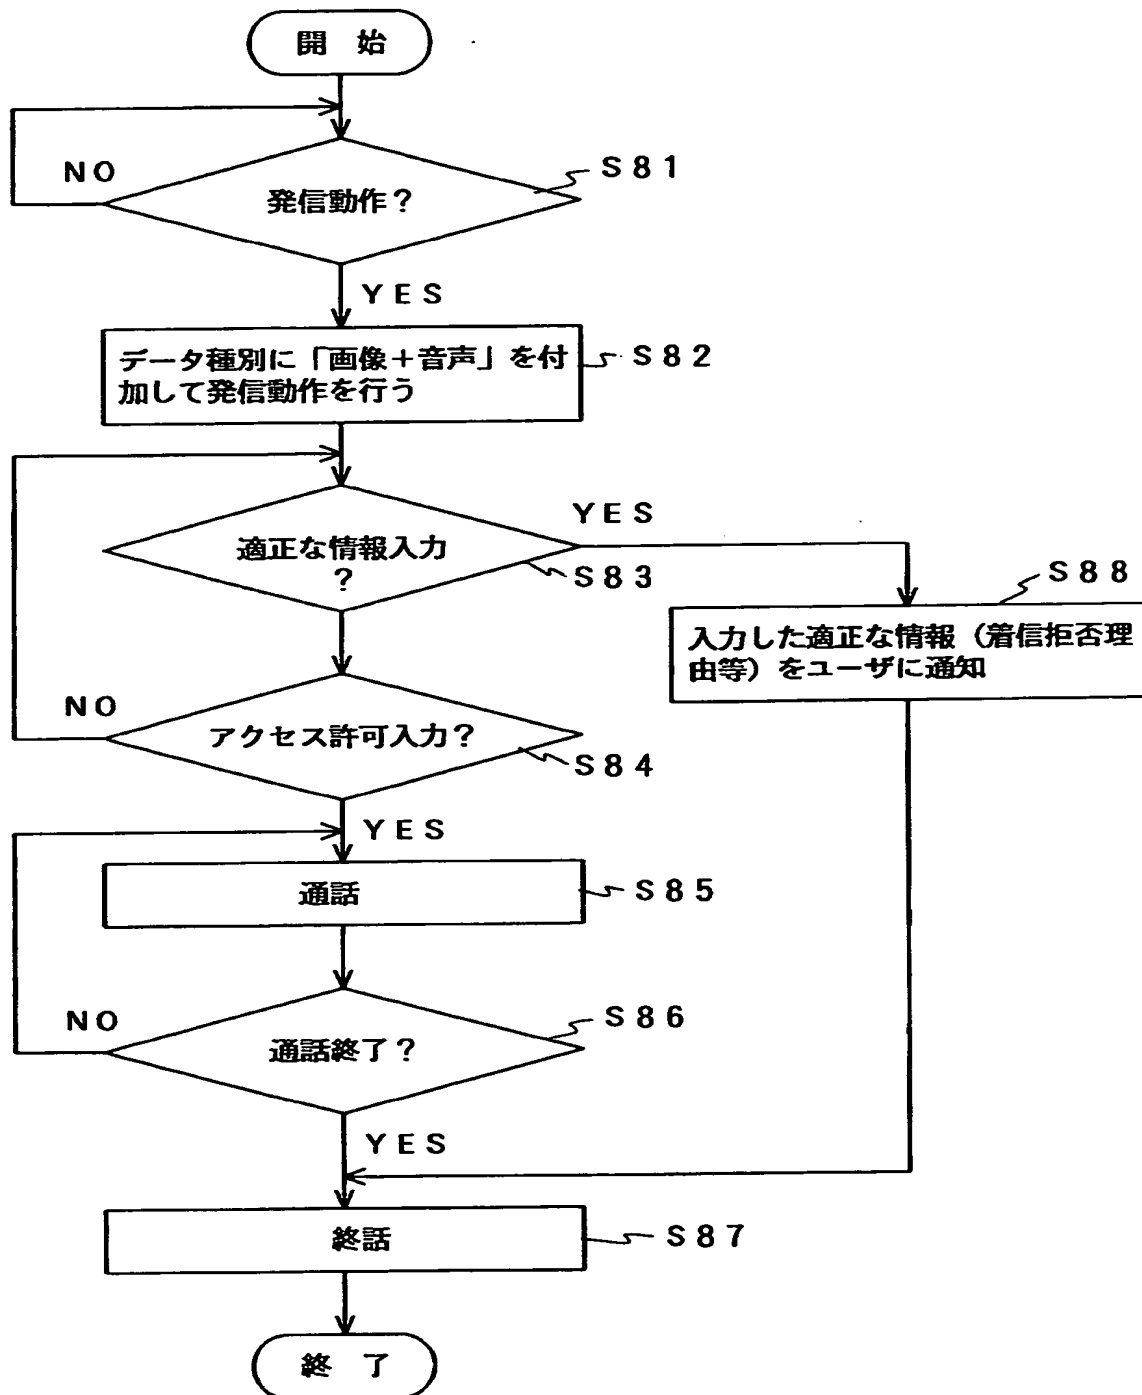 開 始
NO
発信動作？
S81
YES
データ種別に「画像＋音声」を付
加して発信動作を行う
S82
YES
適正な情報入力
？
S83
S88
入力した適正な情報（着信拒否理
由等）をユーザに通知
NO
アクセス許可入力？
S84
YES
通話
S85
NO
通話終了？
S86
YES
終話
S87
終 了